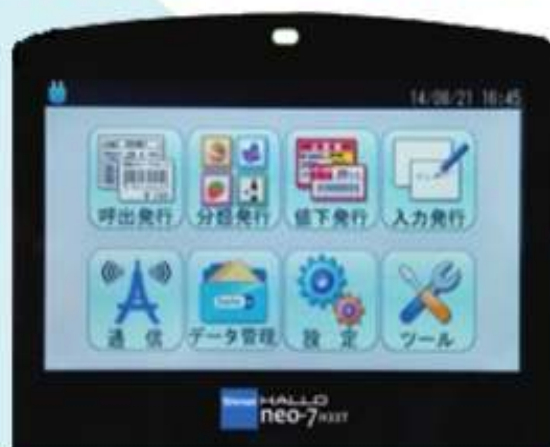 14/08/21 16:45
呼出発行 分類発行 値下発行 入力発行
通 信 データ管理 設 定 ツール
HALLO
neo-7